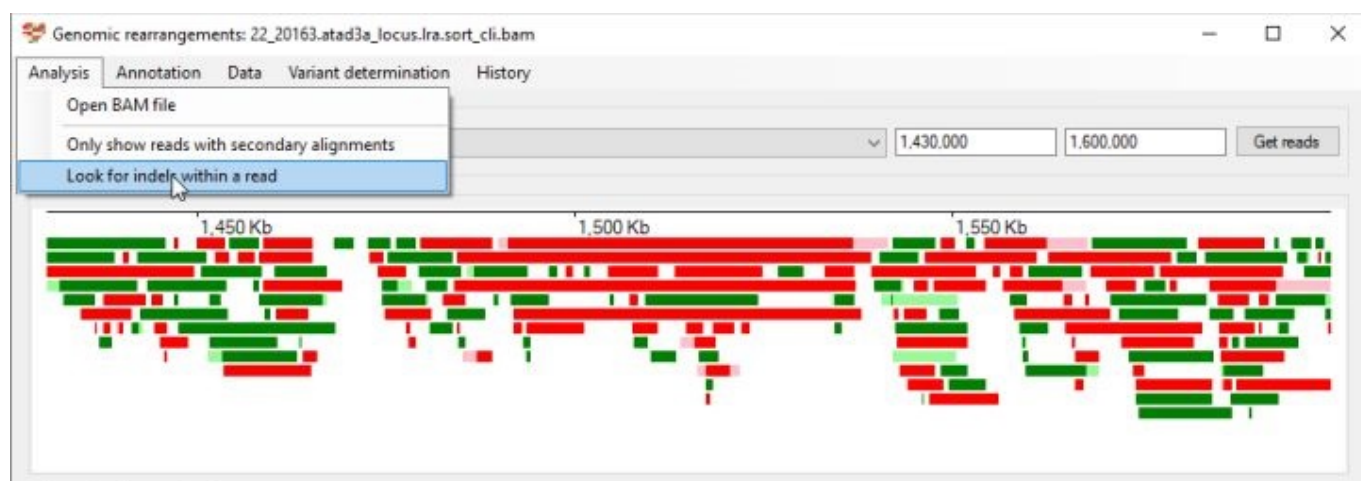 Genomic rearrangements: 22_20163.atad3a_locus.lra.sort_cli.bam
Analysis Annotation Data Variant determination History
Open BAM file
Only show reads with secondary alignments
1,430,000 1,600,000 Get reads
Look for indels within a read
1,450 Kb 1,500 Kb 1,550 Kb